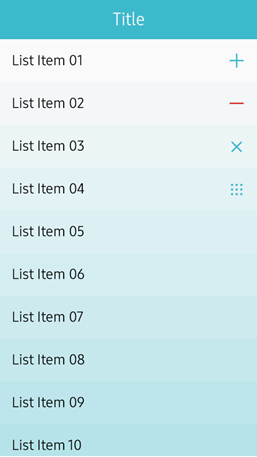 Title
List Item 01
List Item 02
List Item 03
List Item 04
List Item 05
List Item 06
List Item 07
List Item 08
List Item 09
List Item 10